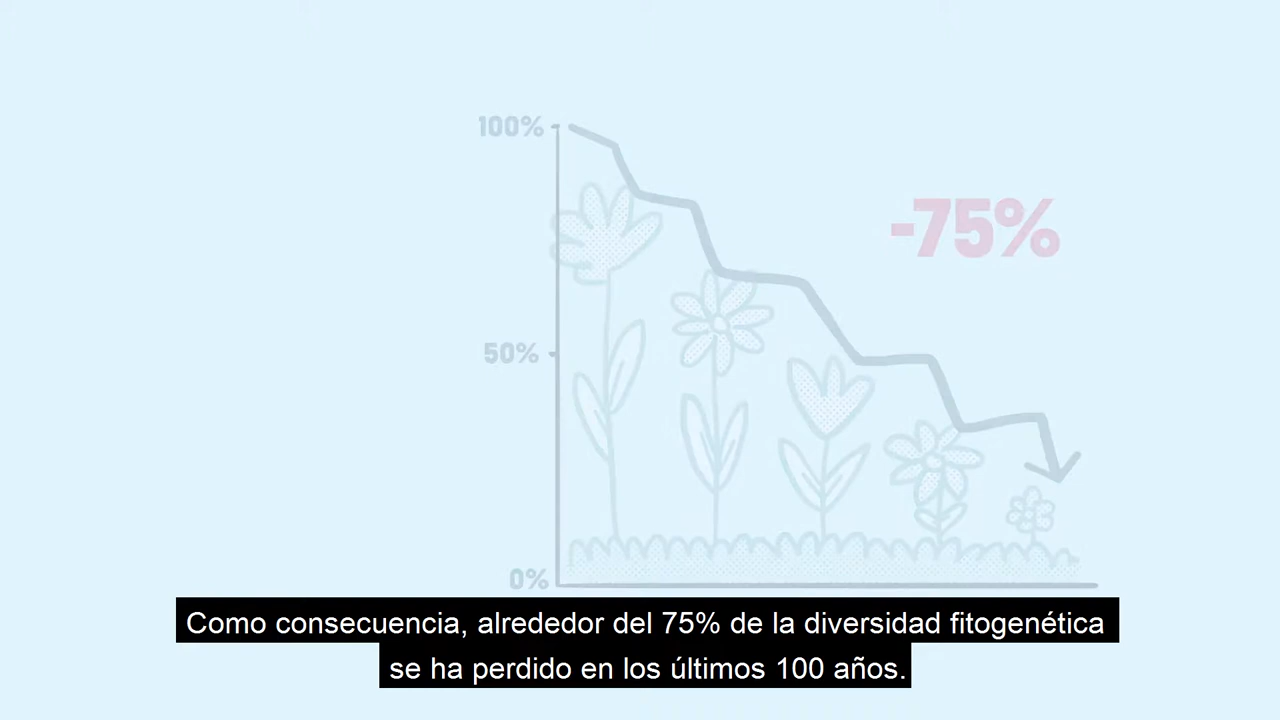 100%
-75%
50%
0%
Como consecuencia, alrededor del 75% de la diversidad fitogenética
se ha perdido en los últimos 100 años.